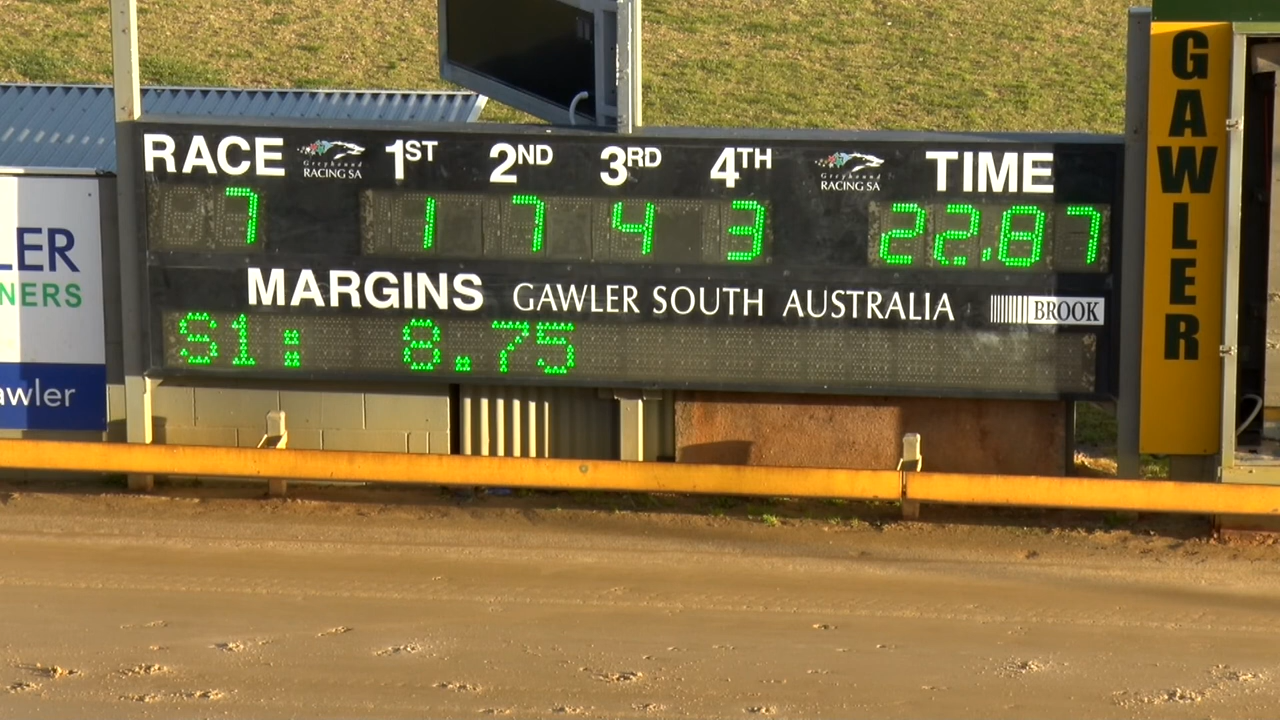 RACE
Greyhound
RACING SA
1ST 2ND 3RD 4TH
Greyhound
RACING SA
TIME
7 1 7 4 3 22.87
MARGINS GAWLER SOUTH AUSTRALIA BROOK
S1: 8.75
GAWLER
LER
NERS
awler